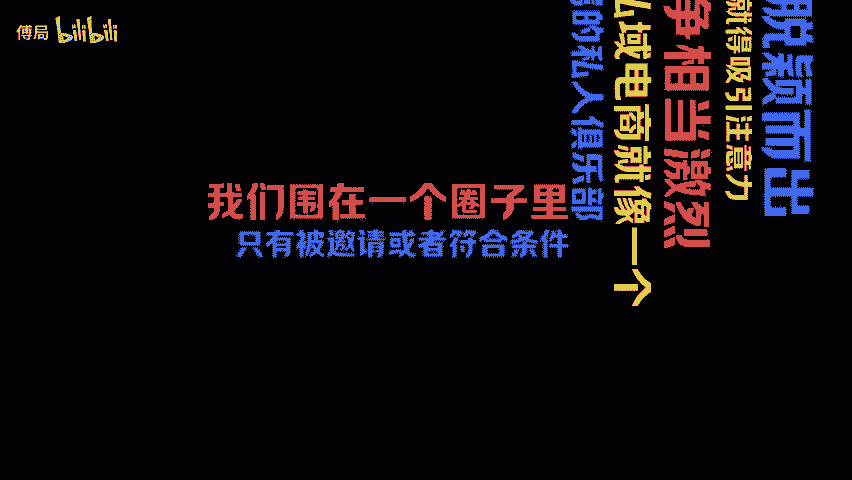 傅局 bilibili
脱颖而出
就得吸引注意力
争相当激烈
私域电商就像一个
的私人俱乐部
我们围在一个圈子里
只有被邀请或者符合条件